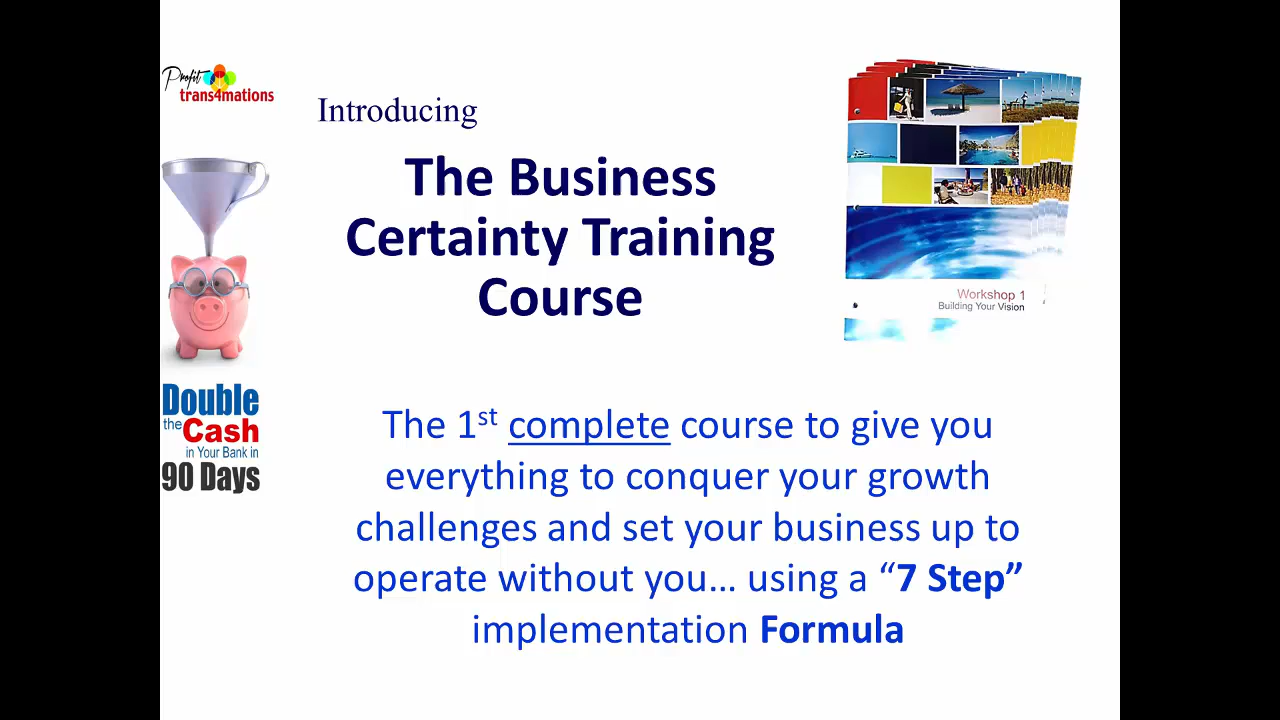 Profit
trans4mations
Introducing
The Business
Certainty Training
Course
Workshop 1
Building Your Vision
Double
the Cash
in Your Bank in
90 Days
The 1st complete course to give you
everything to conquer your growth
challenges and set your business up to
operate without you... using a “7 Step”
implementation Formula